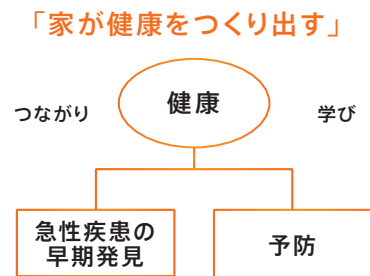 「家が健康をつくり出す」
つながり
健康
学び
急性疾患の
早期発見
予防